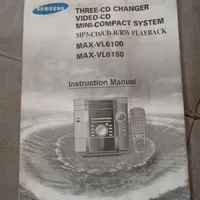 SAMSUNG
THREE-CD CHANGER
VIDEO-CD
MINI-COMPACT SYSTEM
MP3-CD/CD-R/RW PLAYBACK
MAX-VL6100
MAX-VL6150
Instruction Manual